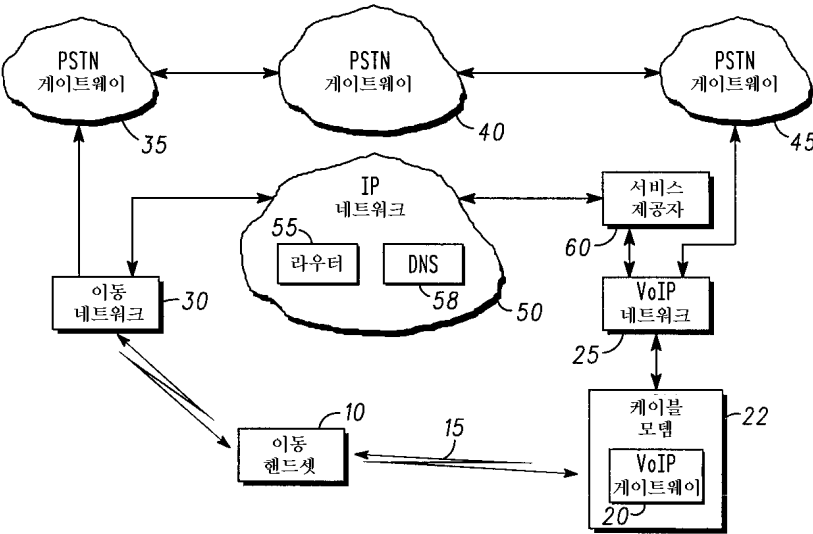 PSTN
게이트웨이
35
PSTN
게이트웨이
40
PSTN
게이트웨이
45
IP
네트워크
55
라우터
DNS
58
50
서비스
제공자
60
이동
네트워크
30
VoIP
네트워크
25
10
이동
핸드셋
15
케이블
모뎀
22
VoIP
게이트웨이
20